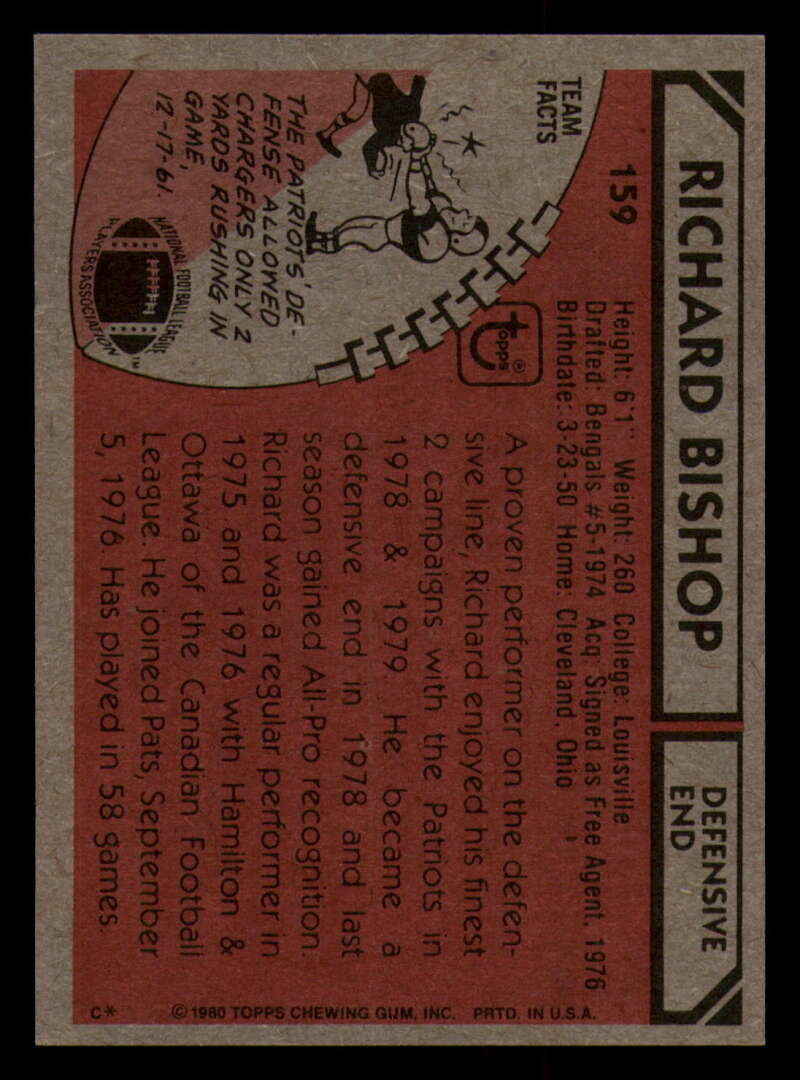 RICHARD BISHOP
DEFENSIVE
END
159
Height: 6'1" Weight: 260 College: Louisville
Drafted: Bengals #5-1974 Acq: Signed as Free Agent, 1976
Birthdate: 3-23-50 Home: Cleveland, Ohio
TEAM
FACTS
THE PATRIOTS' DE-
FENSE ALLOWED
CHARGERS ONLY 2
YARDS RUSHING IN
GAME,
12-17-61.
NATIONAL FOOTBALL LEAGUE
PLAYERS ASSOCIATION
TM
topps®
A proven performer on the defen-
sive line, Richard enjoyed his finest
2 campaigns with the Patriots in
1978 & 1979. He became a
defensive end in 1978 and last
season gained All-Pro recognition.
Richard was a regular performer in
1975 and 1976 with Hamilton &
Ottawa of the Canadian Football
League. He joined Pats, September
5, 1976. Has played in 58 games.
C* © 1980 TOPPS CHEWING GUM, INC. PRTD. IN U.S.A.